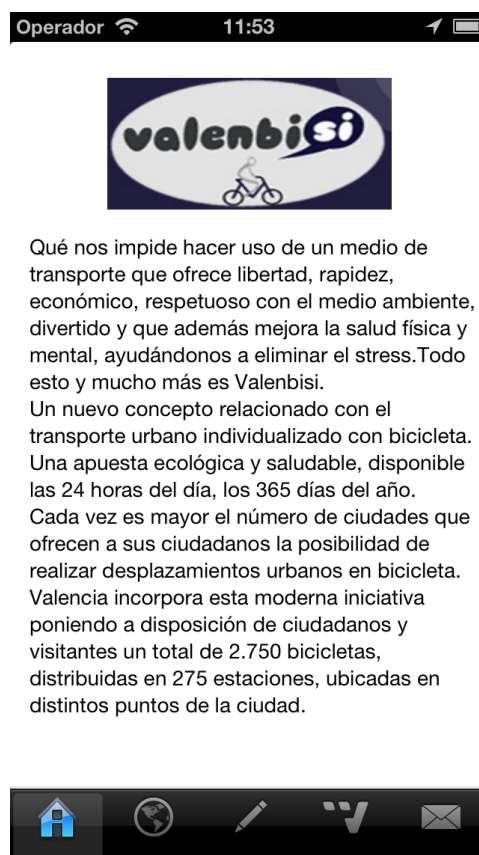 Operador 11:53
valenbisi
Qué nos impide hacer uso de un medio de
transporte que ofrece libertad, rapidez,
económico, respetuoso con el medio ambiente,
divertido y que además mejora la salud física y
mental, ayudándonos a eliminar el stress.Todo
esto y mucho más es Valenbisi.
Un nuevo concepto relacionado con el
transporte urbano individualizado con bicicleta.
Una apuesta ecológica y saludable, disponible
las 24 horas del día, los 365 días del año.
Cada vez es mayor el número de ciudades que
ofrecen a sus ciudadanos la posibilidad de
realizar desplazamientos urbanos en bicicleta.
Valencia incorpora esta moderna iniciativa
poniendo a disposición de ciudadanos y
visitantes un total de 2.750 bicicletas,
distribuidas en 275 estaciones, ubicadas en
distintos puntos de la ciudad.